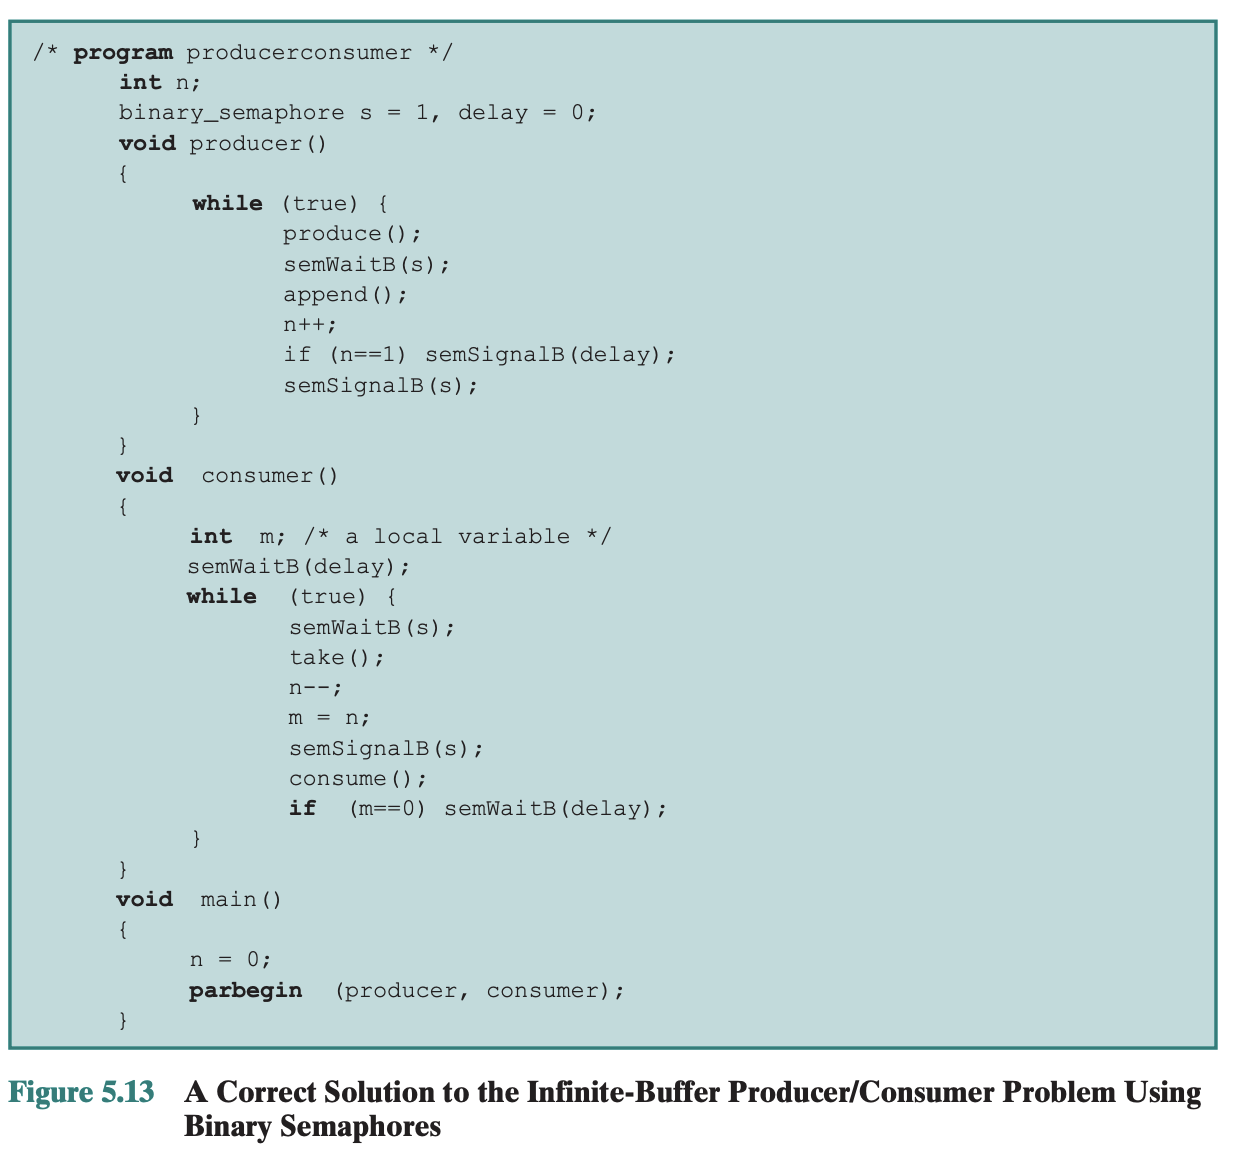 /* program producerconsumer */
int n;
binary_semaphore s = 1, delay = 0;
void producer()
{
while (true) {
produce();
semWaitB(s);
append();
n++;
if (n==1) semSignalB(delay);
semSignalB(s);
}
}
void consumer()
{
int m; /* a local variable */
semWaitB(delay);
while (true) {
semWaitB(s);
take();
n--;
m = n;
semSignalB(s);
consume();
if (m==0) semWaitB(delay);
}
}
void main()
{
n = 0;
parbegin (producer, consumer);
}
Figure 5.13 A Correct Solution to the Infinite-Buffer Producer/Consumer Problem Using
Binary Semaphores